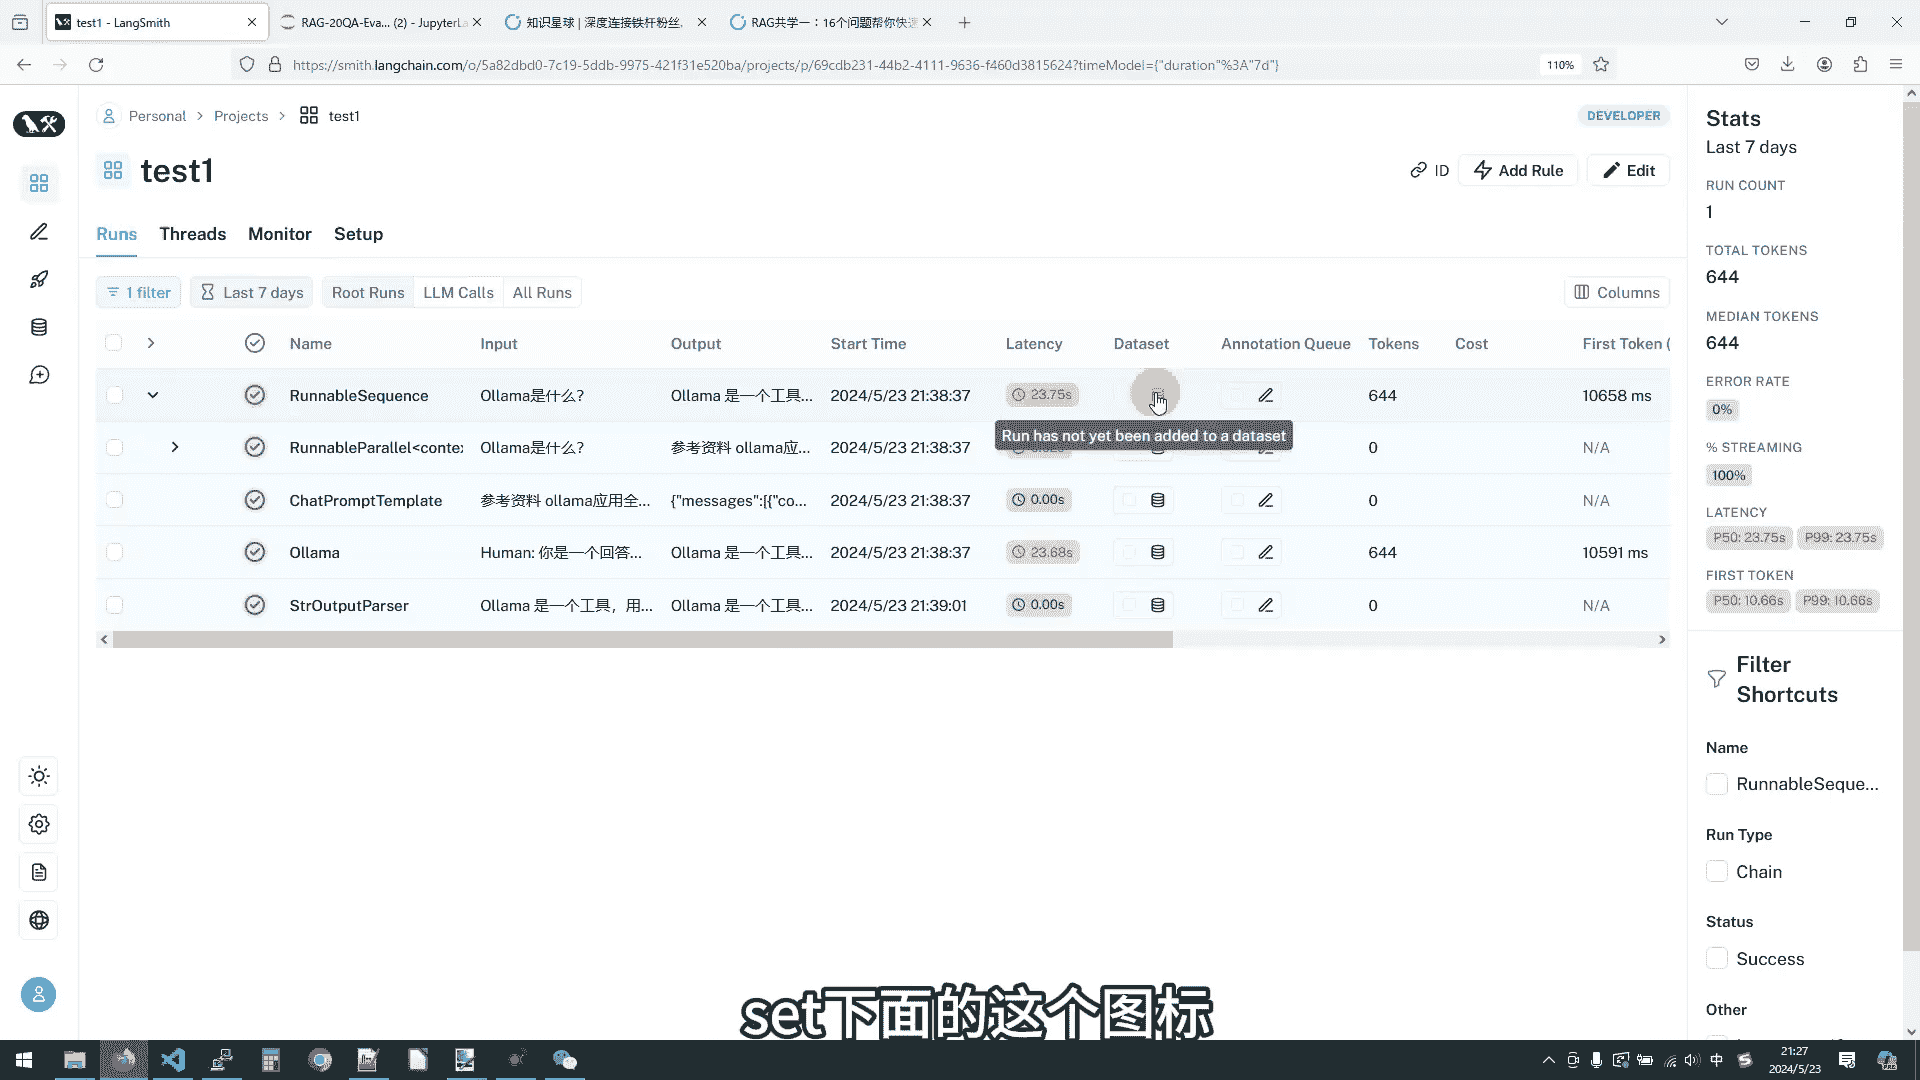 test1 - LangSmith
RAG-20QA-Eva... (2) - JupyterLa
知识星球 | 深度连接铁杆粉丝,
RAG共学一：16个问题帮你快速
https://smith.langchain.com/o/5a82dbd0-7c19-5ddb-9975-421f31e520ba/projects/p/69cdb231-44b2-4111-9636-f460d3815624?timeModel={"duration"%3A"7d"}
110%
Personal > Projects > test1
DEVELOPER
test1
ID
Add Rule
Edit
Runs Threads Monitor Setup
1 filter Last 7 days Root Runs LLM Calls All Runs Columns
Name Input Output Start Time Latency Dataset Annotation Queue Tokens Cost First Token (
RunnableSequence Ollama是什么? Ollama 是一个工具... 2024/5/23 21:38:37 23.75s 644 10658 ms
Run has not yet been added to a dataset
RunnableParallel<contex Ollama是什么? 参考资料 ollama应... 2024/5/23 21:38:37 0 N/A
ChatPromptTemplate 参考资料 ollama应用全... {"messages":[{"co... 2024/5/23 21:38:37 0.00s 0 N/A
Ollama Human: 你是一个回答... Ollama 是一个工具... 2024/5/23 21:38:37 23.68s 644 10591 ms
StrOutputParser Ollama 是一个工具，用... Ollama 是一个工具... 2024/5/23 21:39:01 0.00s 0 N/A
Stats
Last 7 days
RUN COUNT
1
TOTAL TOKENS
644
MEDIAN TOKENS
644
ERROR RATE
0%
% STREAMING
100%
LATENCY
P50: 23.75s P99: 23.75s
FIRST TOKEN
P50: 10.66s P99: 10.66s
Filter
Shortcuts
Name
RunnableSeque...
Run Type
Chain
Status
Success
Other
set下面的这个图标
中
21:27
2024/5/23